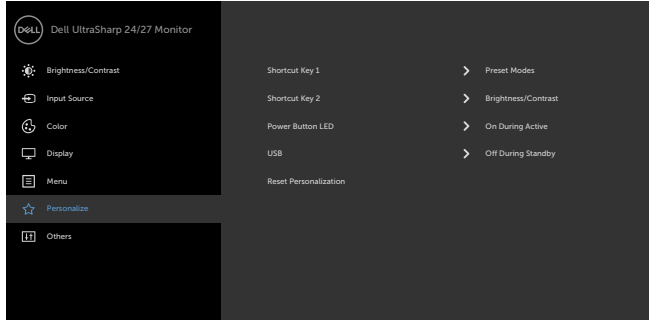 DELL Dell UltraSharp 24/27 Monitor
Brightness/Contrast
Shortcut Key 1 Preset Modes
Input Source
Shortcut Key 2 Brightness/Contrast
Color
Power Button LED On During Active
Display
USB Off During Standby
Menu
Reset Personalization
Personalize
Others